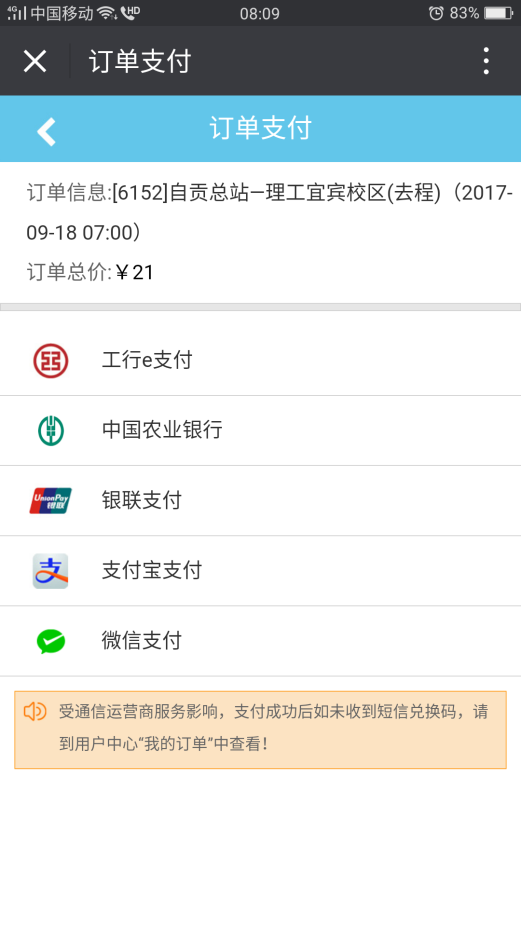 4G 中国移动 HD 08:09 83%
订单支付
订单支付
订单信息:[6152]自贡总站—理工宜宾校区(去程)（2017-
09-18 07:00）
订单总价:￥21
工行e支付
中国农业银行
UnionPay
银联
银联支付
支 支付宝支付
微信支付
受通信运营商服务影响，支付成功后如未收到短信兑换码，请
到用户中心“我的订单”中查看！